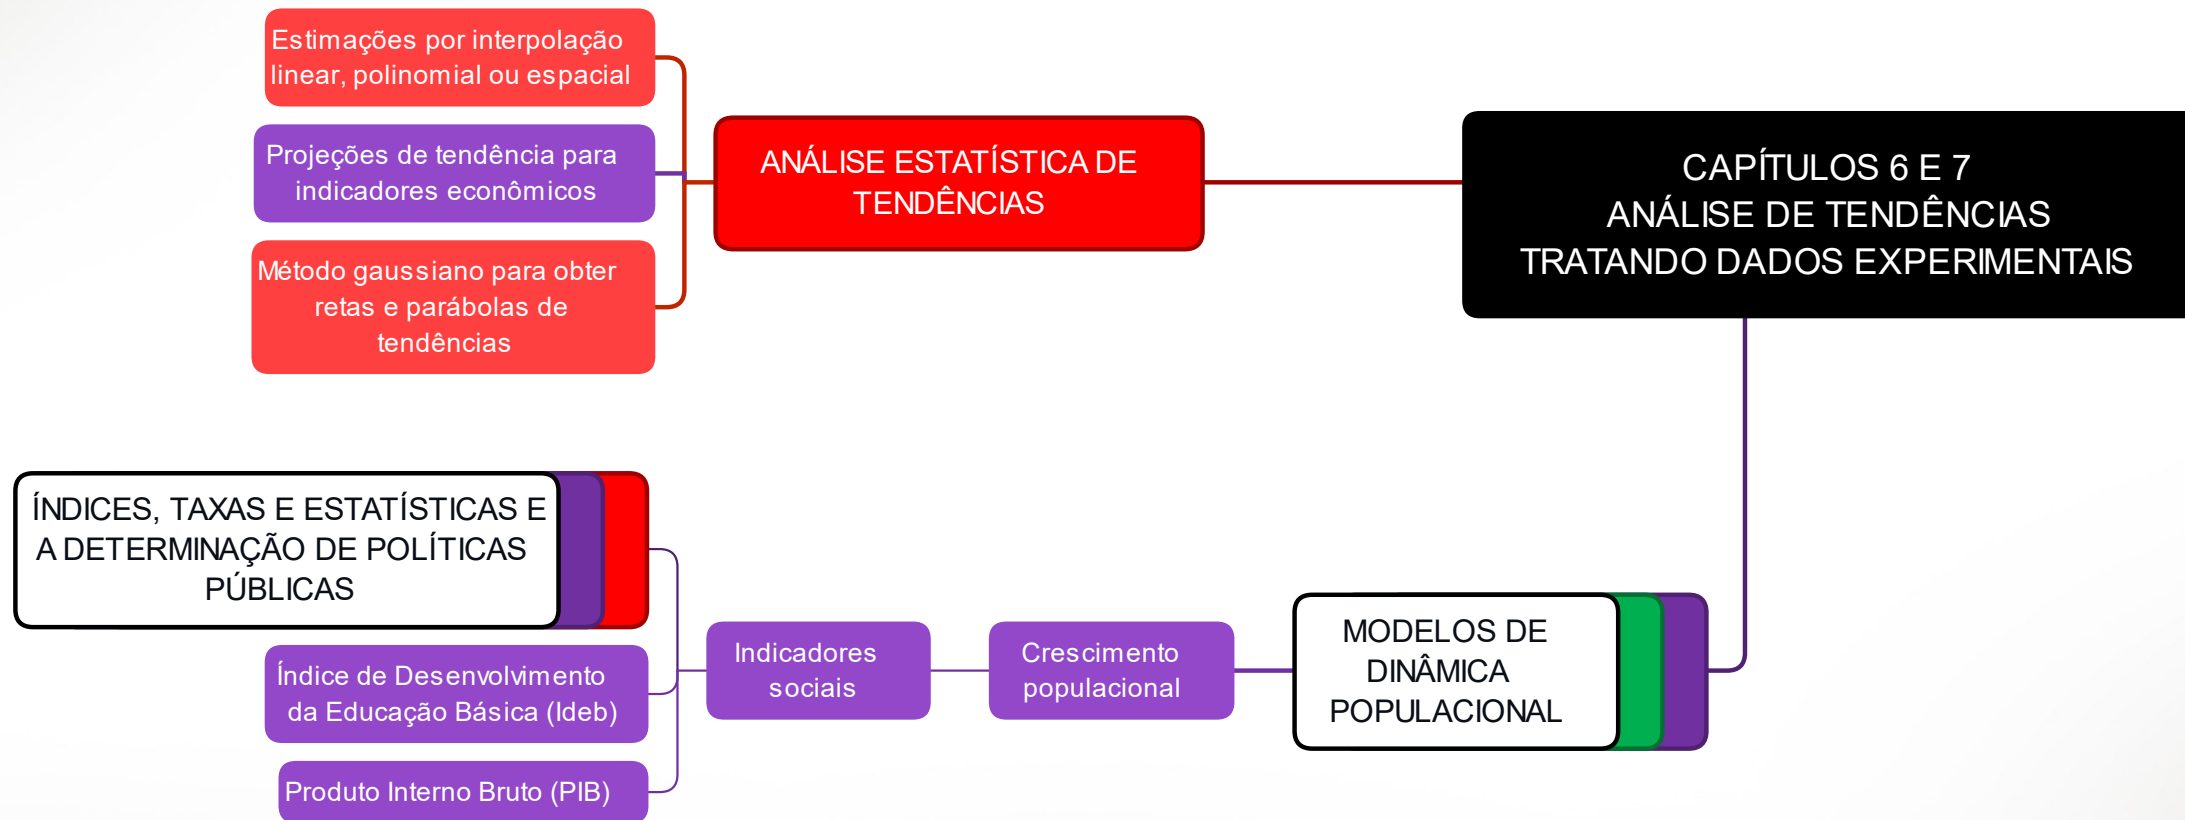 Estimações por interpolação
linear, polinomial ou espacial
Projeções de tendência para
indicadores econômicos
Método gaussiano para obter
retas e parábolas de
tendências
ANÁLISE ESTATÍSTICA DE
TENDÊNCIAS
CAPÍTULOS 6 E 7
ANÁLISE DE TENDÊNCIAS
TRATANDO DADOS EXPERIMENTAIS
ÍNDICES, TAXAS E ESTATÍSTICAS E
A DETERMINAÇÃO DE POLÍTICAS
PÚBLICAS
Índice de Desenvolvimento
da Educação Básica (Ideb)
Produto Interno Bruto (PIB)
Indicadores
sociais
Crescimento
populacional
MODELOS DE
DINÂMICA
POPULACIONAL